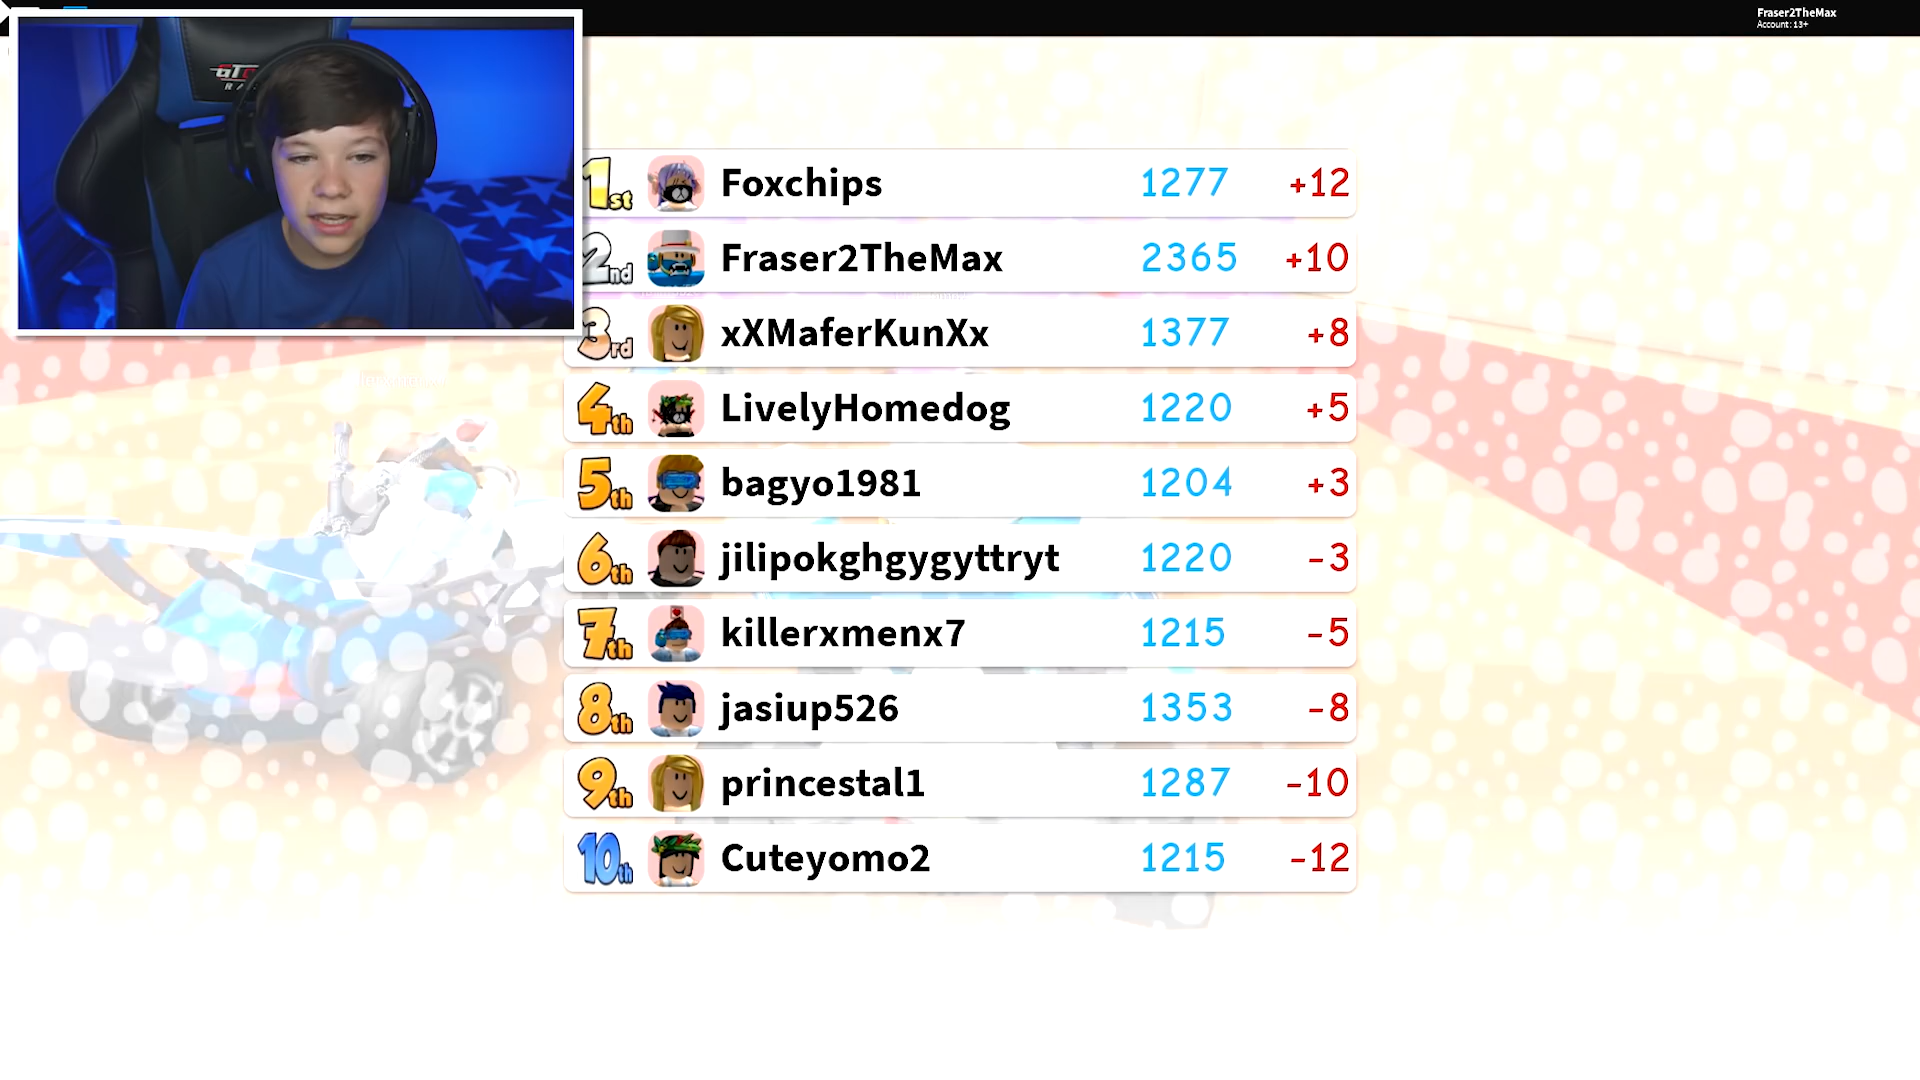 Fraser2TheMax
Account: 13+
1st Foxchips 1277 +12
2nd Fraser2TheMax 2365 +10
3rd xXMaferKunXx 1377 +8
4th LivelyHomedog 1220 +5
5th bagyo1981 1204 +3
6th jilipokghgygyttryt 1220 -3
7th killerxmenx7 1215 -5
8th jasiup526 1353 -8
9th princestal1 1287 -10
10th Cuteyomo2 1215 -12